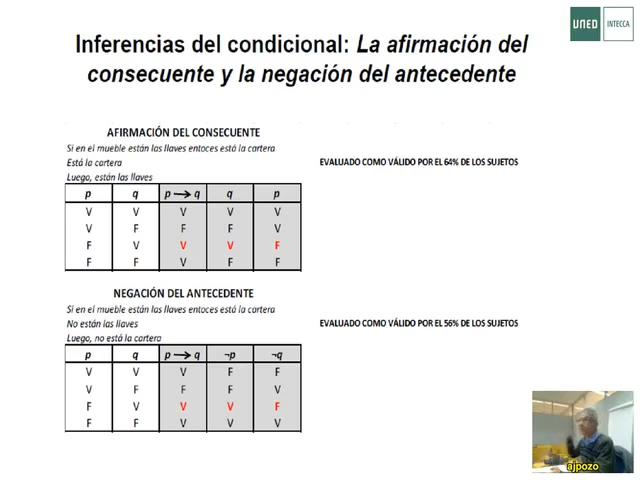 UNED INTECCA
Inferencias del condicional: La afirmación del
consecuente y la negación del antecedente
AFIRMACIÓN DEL CONSECUENTE
Si en el mueble están las llaves entoces está la cartera
Está la cartera
EVALUADO COMO VÁLIDO POR EL 64% DE LOS SUJETOS
Luego, están las llaves
p q p → q q p
V V V V V
V F F F V
F V V V F
F F V F F
NEGACIÓN DEL ANTECEDENTE
Si en el mueble están las llaves entoces está la cartera
No están las llaves
EVALUADO COMO VÁLIDO POR EL 56% DE LOS SUJETOS
Luego, no está la cartera
p q p → q ¬p ¬q
V V V F F
V F F F V
F V V V F
F F V V V
ajpozo